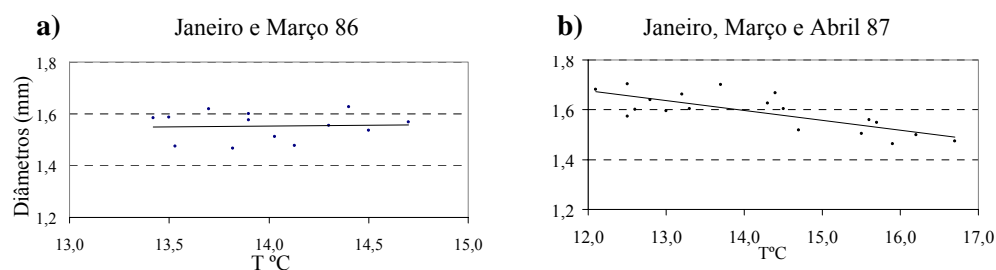 a) Janeiro e Março 86
Diâmetros (mm)
1,8
1,6
1,4
1,2
13,0 13,5 14,0 14,5 15,0
T ºC
b) Janeiro, Março e Abril 87
1,8
1,6
1,4
1,2
12,0 13,0 14,0 15,0 16,0 17,0
TºC